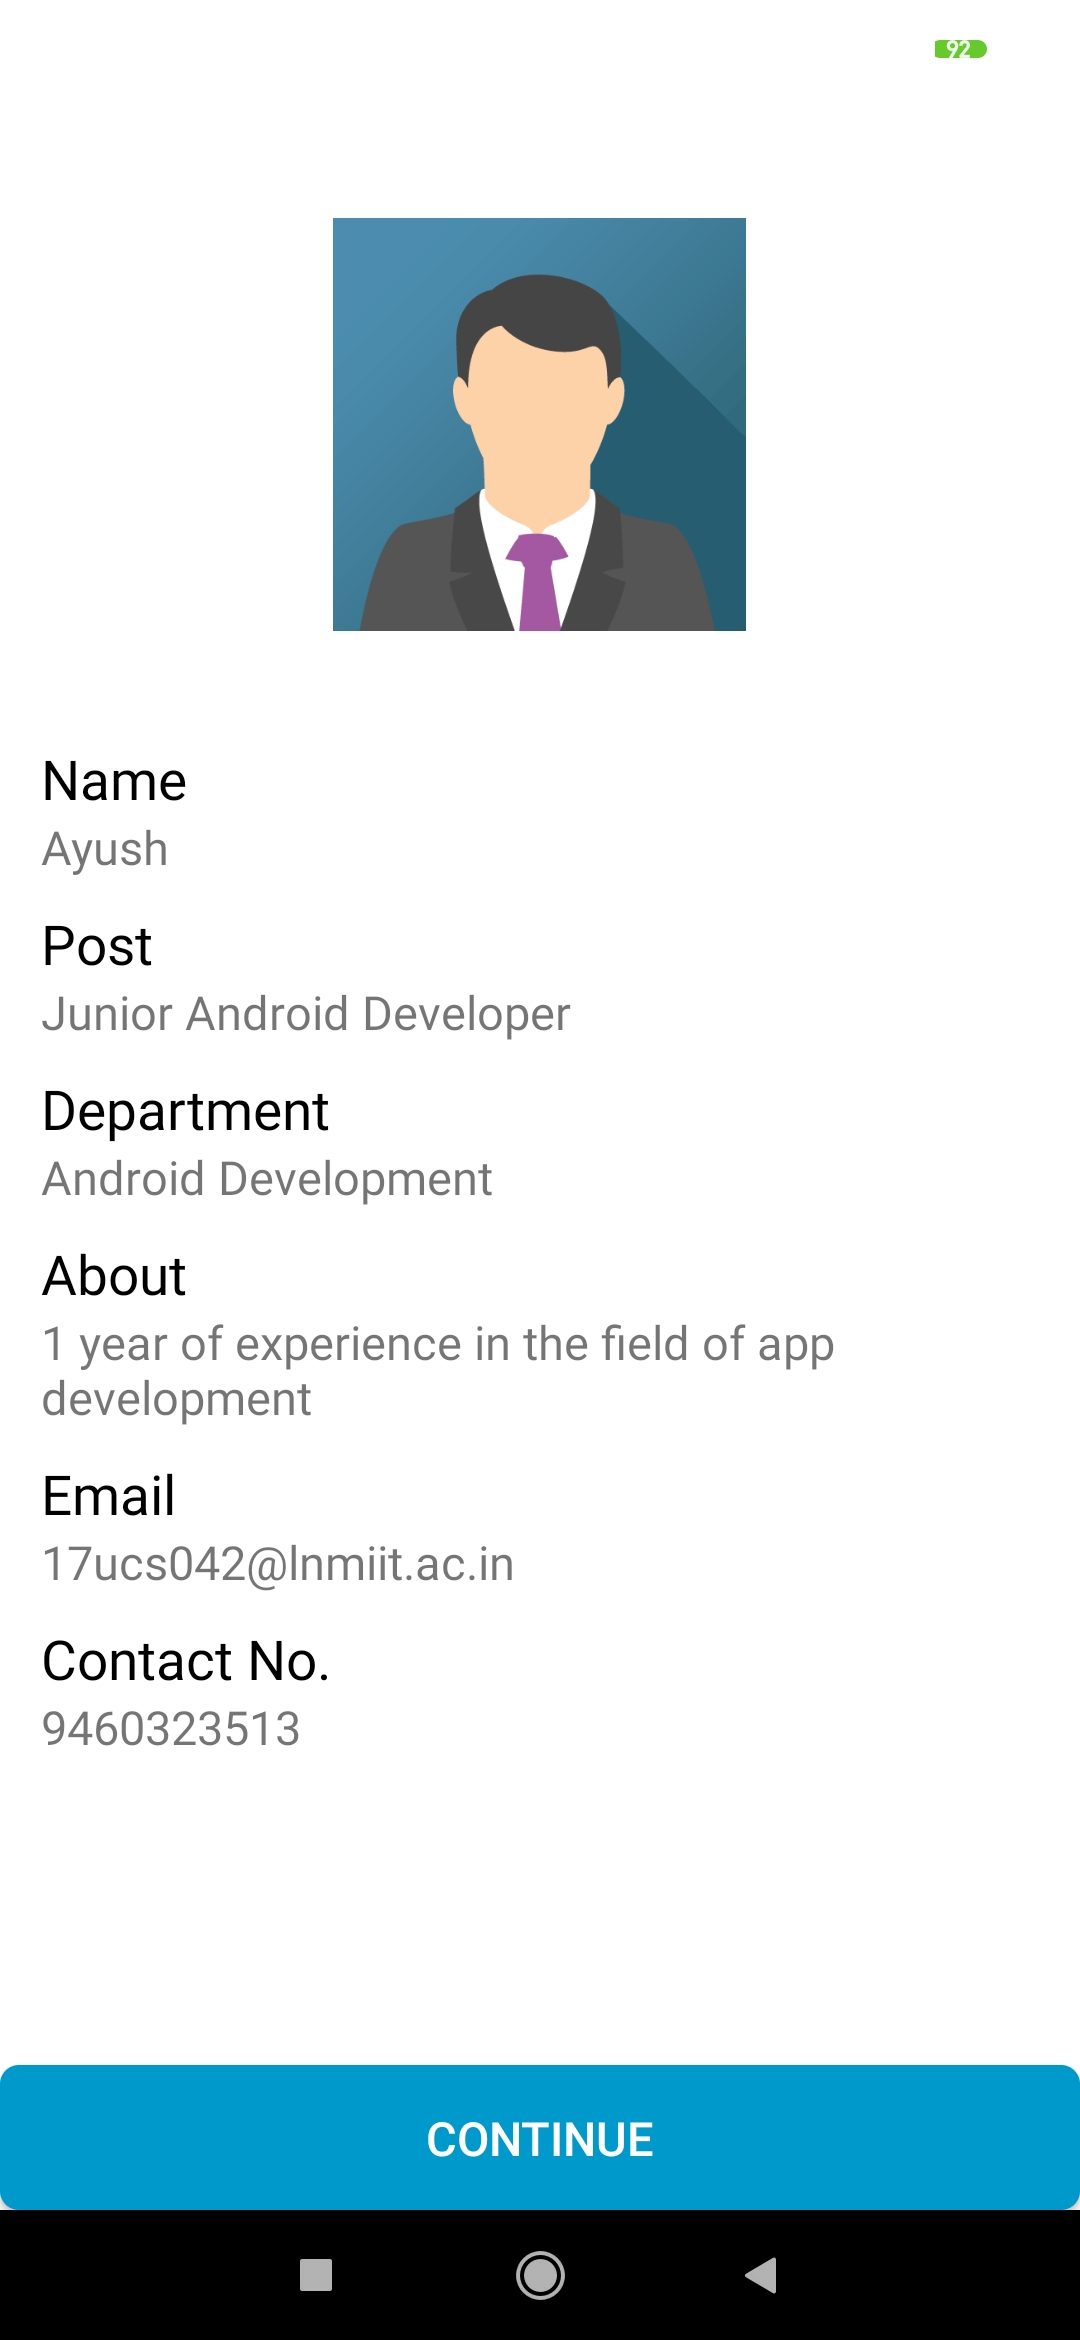 92
Name
Ayush
Post
Junior Android Developer
Department
Android Development
About
1 year of experience in the field of app
development
Email
17ucs042@lnmiit.ac.in
Contact No.
9460323513
CONTINUE